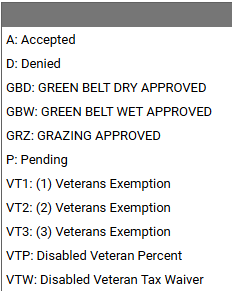 A: Accepted
D: Denied
GBD: GREEN BELT DRY APPROVED
GBW: GREEN BELT WET APPROVED
GRZ: GRAZING APPROVED
P: Pending
VT1: (1) Veterans Exemption
VT2: (2) Veterans Exemption
VT3: (3) Veterans Exemption
VTP: Disabled Veteran Percent
VTW: Disabled Veteran Tax Waiver